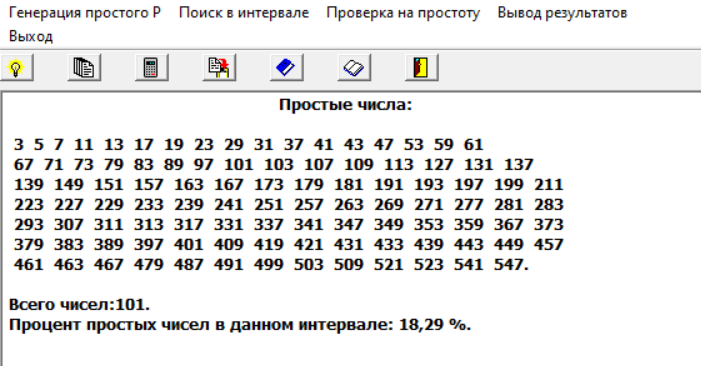 Генерация простого P Поиск в интервале Проверка на простоту Вывод результатов
Выход
Простые числа:
3 5 7 11 13 17 19 23 29 31 37 41 43 47 53 59 61
67 71 73 79 83 89 97 101 103 107 109 113 127 131 137
139 149 151 157 163 167 173 179 181 191 193 197 199 211
223 227 229 233 239 241 251 257 263 269 271 277 281 283
293 307 311 313 317 331 337 341 347 349 353 359 367 373
379 383 389 397 401 409 419 421 431 433 439 443 449 457
461 463 467 479 487 491 499 503 509 521 523 541 547.
Всего чисел:101.
Процент простых чисел в данном интервале: 18,29 %.